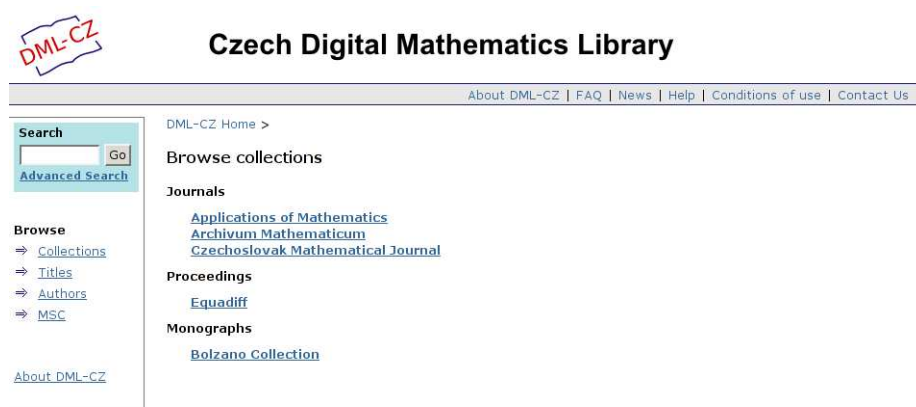 DML-CZ
Czech Digital Mathematics Library
About DML-CZ | FAQ | News | Help | Conditions of use | Contact Us
Search
Go
Advanced Search
Browse
⇒ Collections
⇒ Titles
⇒ Authors
⇒ MSC
About DML-CZ
DML-CZ Home >
Browse collections
Journals
Applications of Mathematics
Archivum Mathematicum
Czechoslovak Mathematical Journal
Proceedings
Equadiff
Monographs
Bolzano Collection